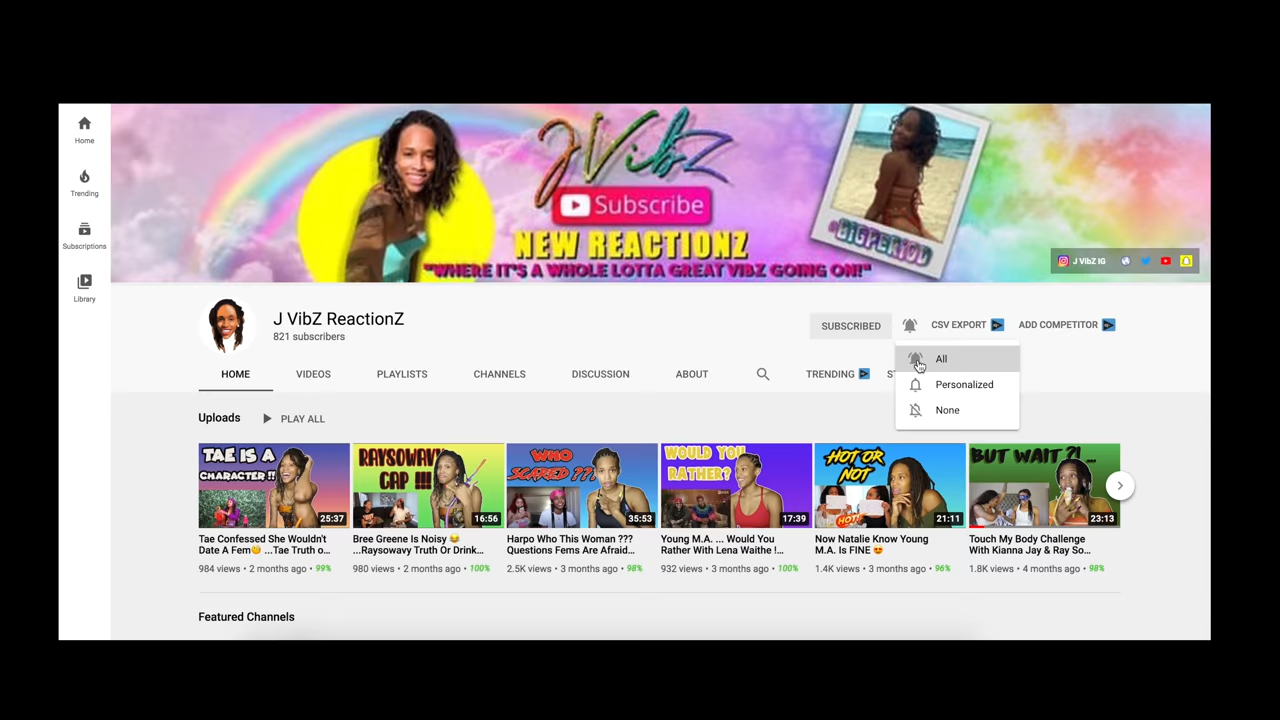 Home
Trending
Subscriptions
Library
JVibZ
Subscribe
NEW REACTIONZ
"WHERE IT'S A WHOLE LOTTA GREAT VIBZ GOING ON!"
#BIGPERIOD
J VibZ IG
J VibZ ReactionZ
821 subscribers
SUBSCRIBED
CSV EXPORT
ADD COMPETITOR
All
Personalized
None
HOME
VIDEOS
PLAYLISTS
CHANNELS
DISCUSSION
ABOUT
TRENDING
Uploads
PLAY ALL
TAE IS A
CHARACTER !!
25:37
RAYSOWAVY
CAP !!!
16:56
WHO
SCARED ???
35:53
WOULD YOU
RATHER?
17:39
HOT OR
NOT
HOT!
21:11
BUT WAIT ?! ...
23:13
Tae Confessed She Wouldn't
Date A Fem😏 ...Tae Truth o...
984 views • 2 months ago • 99%
Bree Greene Is Noisy 😂
...Raysowavy Truth Or Drink...
980 views • 2 months ago • 100%
Harpo Who This Woman ???
Questions Fems Are Afraid...
2.5K views • 3 months ago • 98%
Young M.A. ... Would You
Rather With Lena Waithe !...
932 views • 3 months ago • 100%
Now Natalie Know Young
M.A. Is FINE 😍
1.4K views • 3 months ago • 96%
Touch My Body Challenge
With Kianna Jay & Ray So...
1.8K views • 4 months ago • 98%
Featured Channels